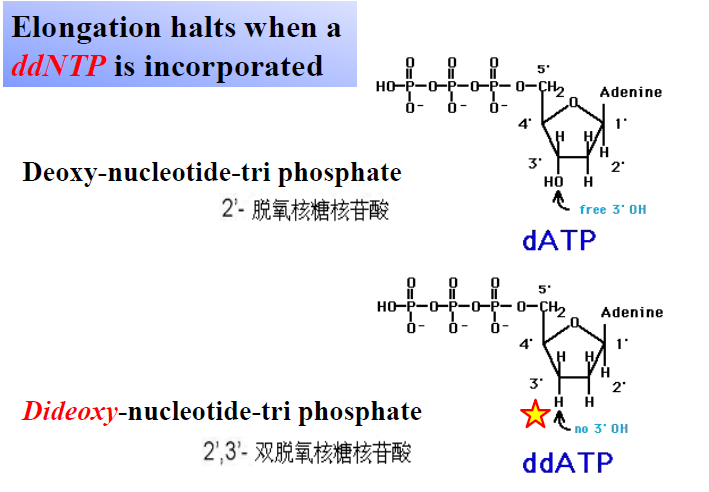 Elongation halts when a
ddNTP is incorporated
O O O 5'
HO-P-O-P-O-P-O-CH2 Adenine
O- O- O- O
4' H H 1'
3' H 2'
HO H
free 3' OH
Deoxy-nucleotide-tri phosphate
2'- 脱氧核糖核苷酸
dATP
O O O 5'
HO-P-O-P-O-P-O-CH2 Adenine
O- O- O- O
4' H H 1'
3' H 2'
H H
no 3' OH
Dideoxy-nucleotide-tri phosphate
2',3'- 双脱氧核糖核苷酸
ddATP